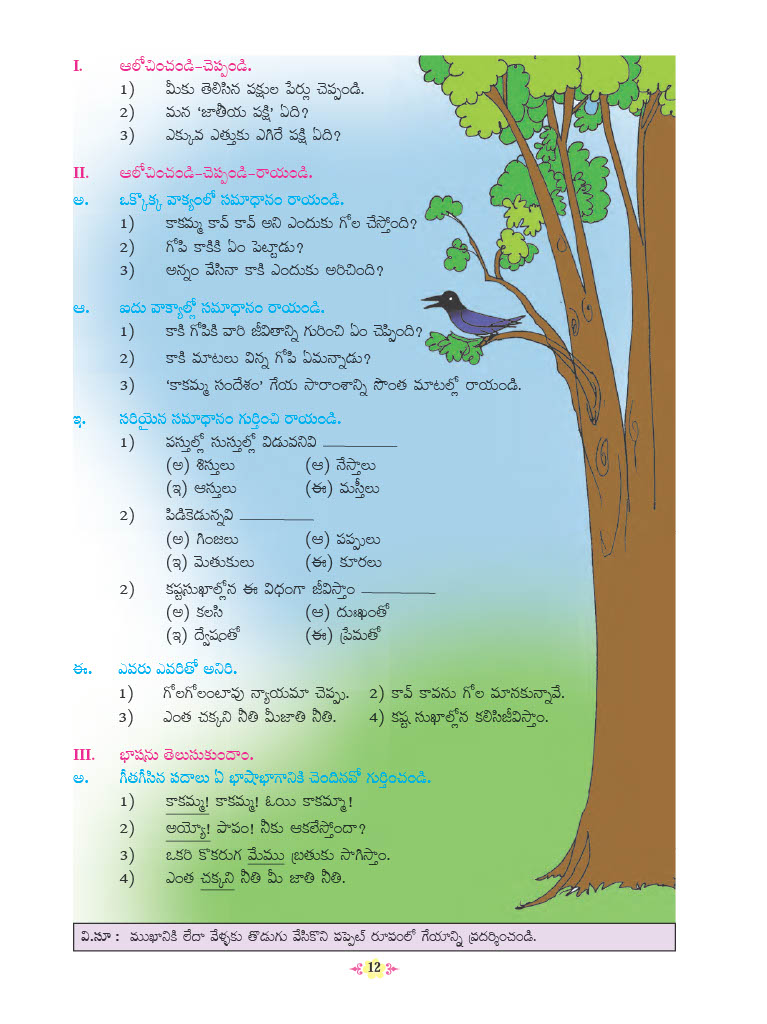 I. ఆలోచించండి-చెప్పండి.
1) మీకు తెలిసిన పక్షుల పేర్లు చెప్పండి.
2) మన ‘జాతీయ పక్షి’ ఏది?
3) ఎక్కువ ఎత్తుకు ఎగిరే పక్షి ఏది?
II. ఆలోచించండి-చెప్పండి-రాయండి.
అ. ఒక్కొక్క వాక్యంలో సమాధానం రాయండి.
1) కాకమ్మ కావ్ కావ్ అని ఎందుకు గోల చేస్తోంది?
2) గోపి కాకికి ఏం పెట్టాడు?
3) అన్నం వేసినా కాకి ఎందుకు అరిచింది?
ఆ. ఐదు వాక్యాల్లో సమాధానం రాయండి.
1) కాకి గోపికి వారి జీవితాన్ని గురించి ఏం చెప్పింది?
2) కాకి మాటలు విన్న గోపి ఏమన్నాడు?
3) ‘కాకమ్మ సందేశం’ గేయ సారాంశాన్ని సొంత మాటల్లో రాయండి.
ఇ. సరియైన సమాధానం గుర్తించి రాయండి.
1) పస్తుల్లో సుస్తుల్లో విడువనివి ________
(అ) శిస్తులు (ఆ) నేస్తాలు
(ఇ) ఆస్తులు (ఈ) మస్తీలు
2) పిడికెడున్నవి ________
(అ) గింజలు (ఆ) పప్పులు
(ఇ) మెతుకులు (ఈ) కూరలు
2) కష్టసుఖాల్లోన ఈ విధంగా జీవిస్తాం ________
(అ) కలసి (ఆ) దుఃఖంతో
(ఇ) ద్వేషంతో (ఈ) ప్రేమతో
ఈ. ఎవరు ఎవరితో అనిరి.
1) గోలగోలంటావు న్యాయమా చెప్పు. 2) కావ్ కావను గోల మానకున్నావే.
3) ఎంత చక్కని నీతి మీజాతి నీతి. 4) కష్ట సుఖాల్లోన కలిసిజీవిస్తాం.
III. భాషను తెలుసుకుందాం.
అ. గీతగీసిన పదాలు ఏ భాషాభాగానికి చెందినవో గుర్తించండి.
1) కాకమ్మ! కాకమ్మ! ఓయి కాకమ్మా!
2) అయ్యో! పాపం! నీకు ఆకలేస్తోందా?
3) ఒకరి కొకరుగ మేము బ్రతుకు సాగిస్తాం.
4) ఎంత చక్కని నీతి మీ జాతి నీతి.
వి.సూ : ముఖానికి లేదా వేళ్ళకు తొడుగు వేసికొని పప్పెట్ రూపంలో గేయాన్ని ప్రదర్శించండి.
12